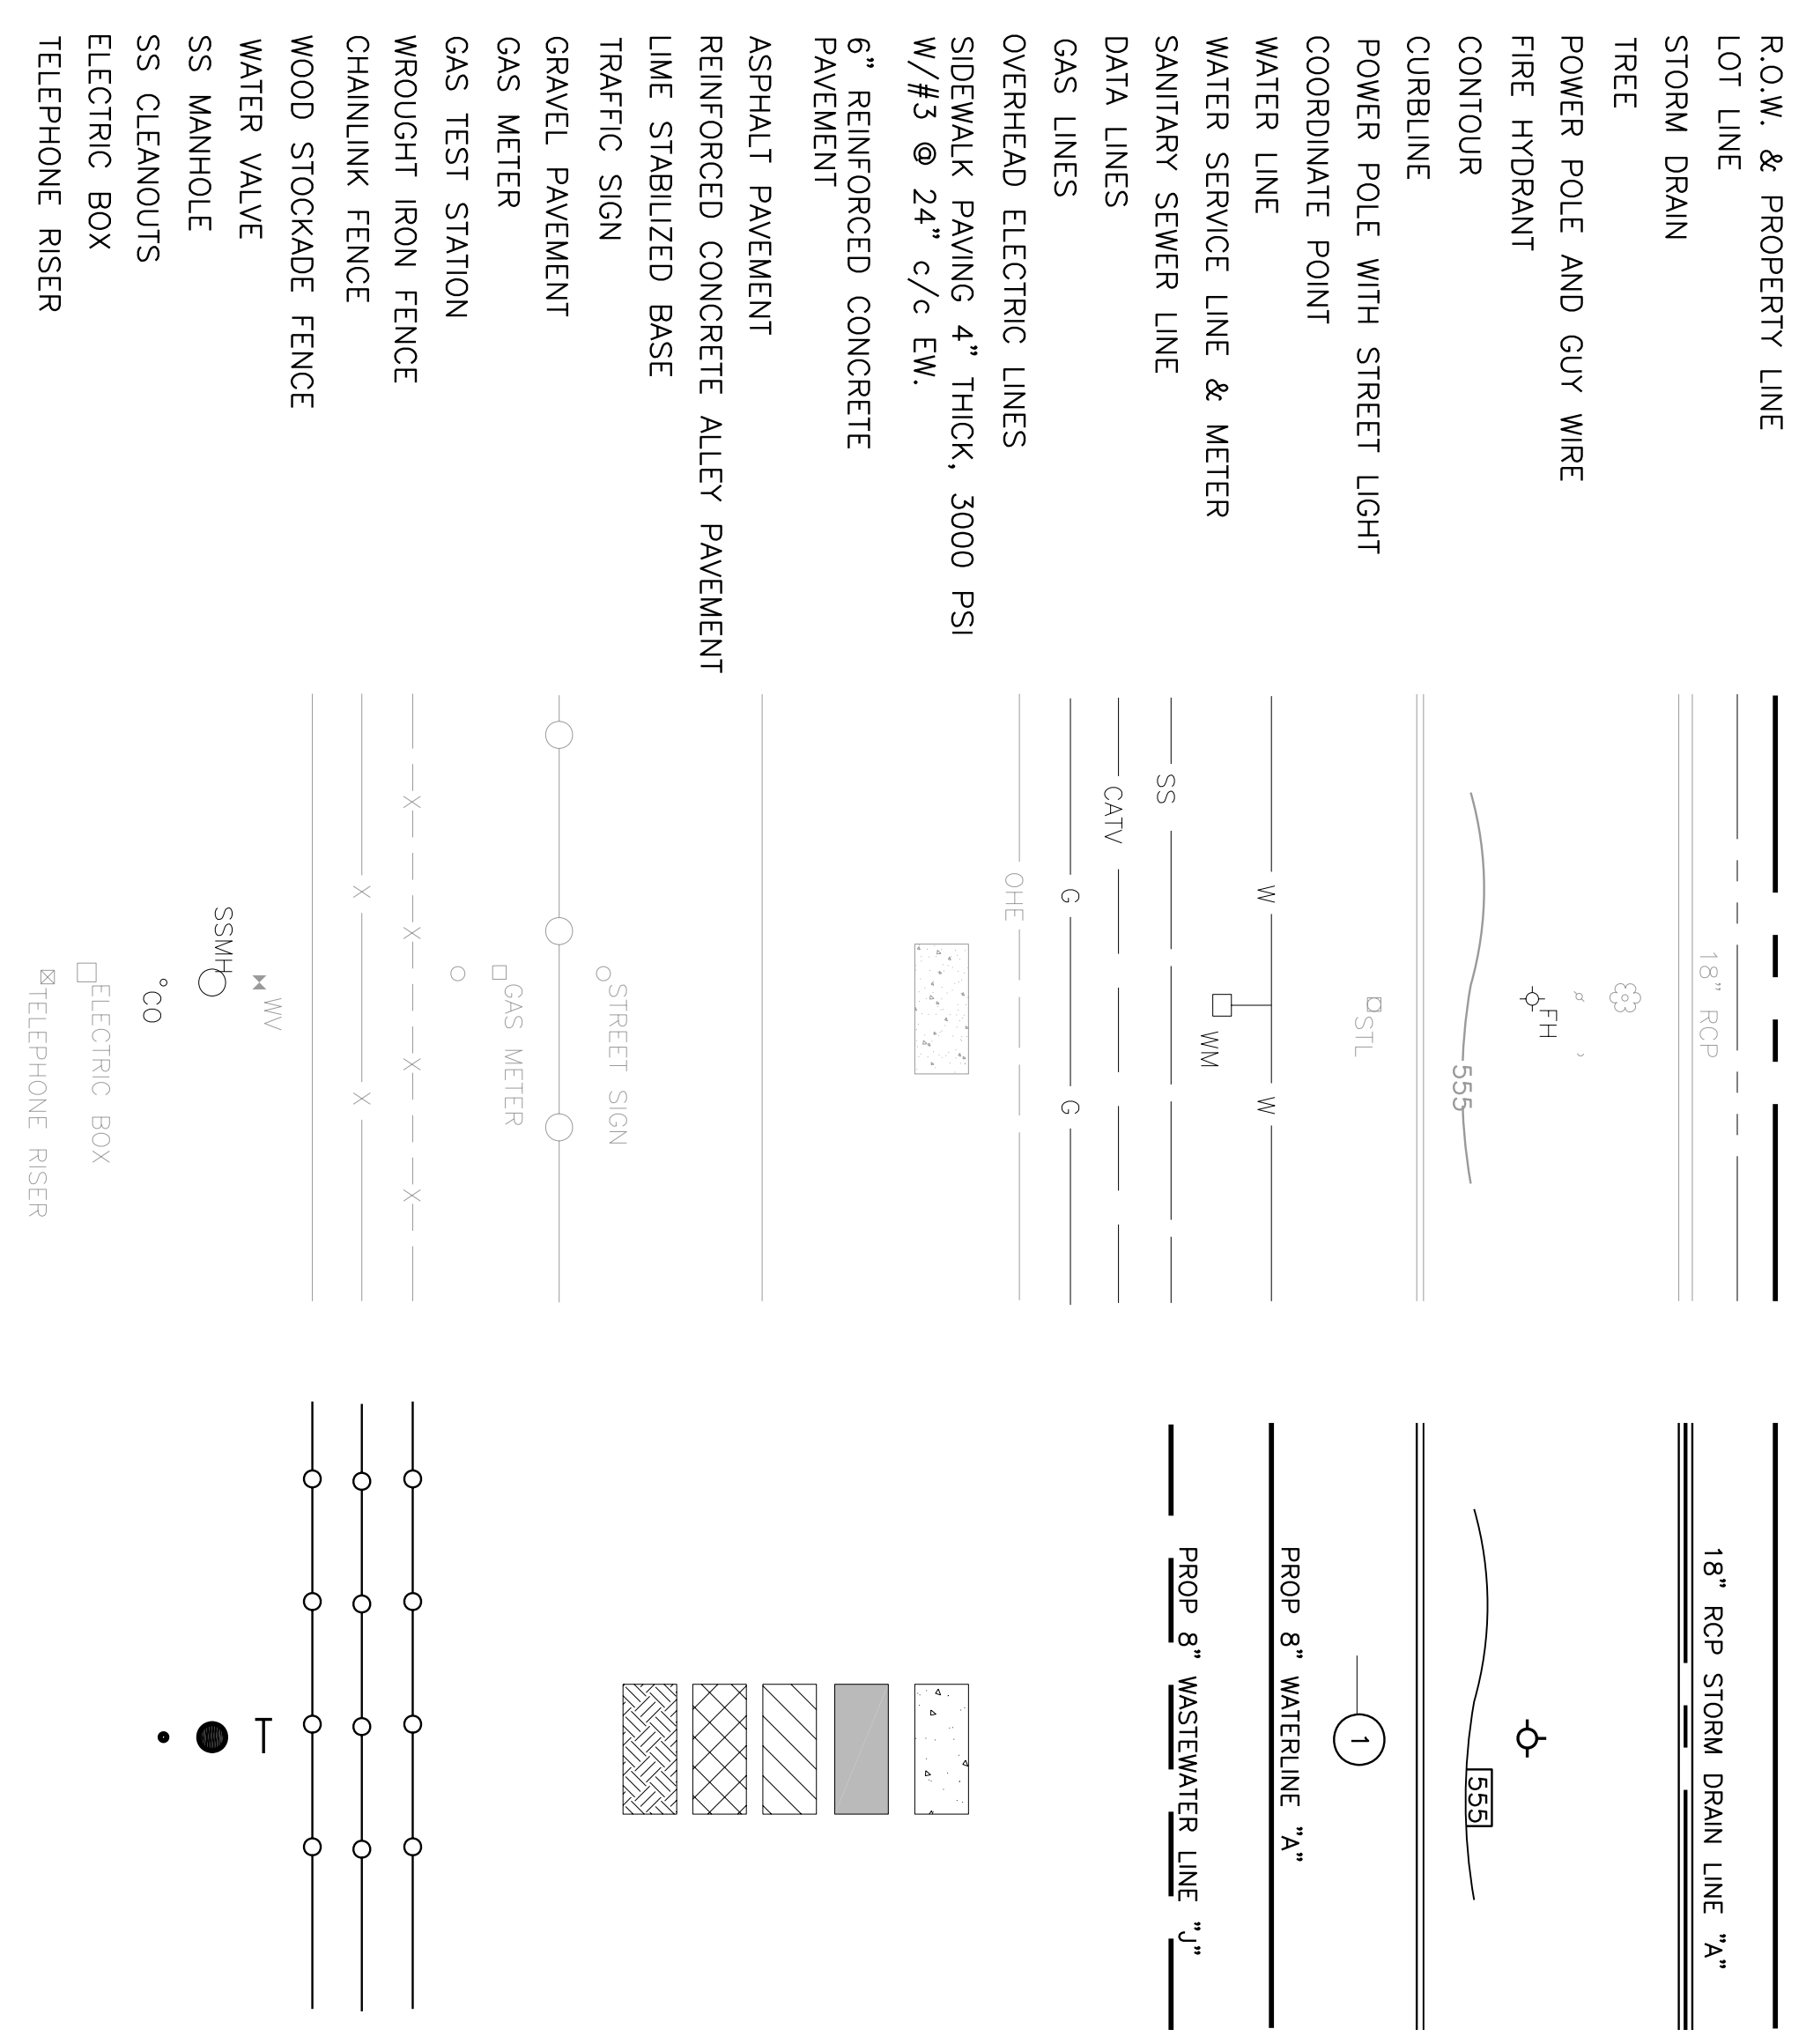 R.O.W. & PROPERTY LINE
LOT LINE
STORM DRAIN
18" RCP
18" RCP STORM DRAIN LINE "A"
TREE
POWER POLE AND GUY WIRE
FIRE HYDRANT
FH
CONTOUR
555
555
CURBLINE
POWER POLE WITH STREET LIGHT
STL
COORDINATE POINT
1
WATER LINE
W W
PROP 8" WATERLINE "A"
WATER SERVICE LINE & METER
WM
SANITARY SEWER LINE
SS
PROP 8" WASTEWATER LINE "J"
DATA LINES
CATV
GAS LINES
G G
OVERHEAD ELECTRIC LINES
OHE
SIDEWALK PAVING 4" THICK, 3000 PSI
W/#3 @ 24" c/c EW.
6" REINFORCED CONCRETE
PAVEMENT
ASPHALT PAVEMENT
REINFORCED CONCRETE ALLEY PAVEMENT
LIME STABILIZED BASE
TRAFFIC SIGN
STREET SIGN
GRAVEL PAVEMENT
GAS METER
GAS METER
GAS TEST STATION
WROUGHT IRON FENCE
X X X X
CHAINLINK FENCE
X X
WOOD STOCKADE FENCE
WATER VALVE
WV
SS MANHOLE
SSMH
SS CLEANOUTS
CO
ELECTRIC BOX
ELECTRIC BOX
TELEPHONE RISER
TELEPHONE RISER